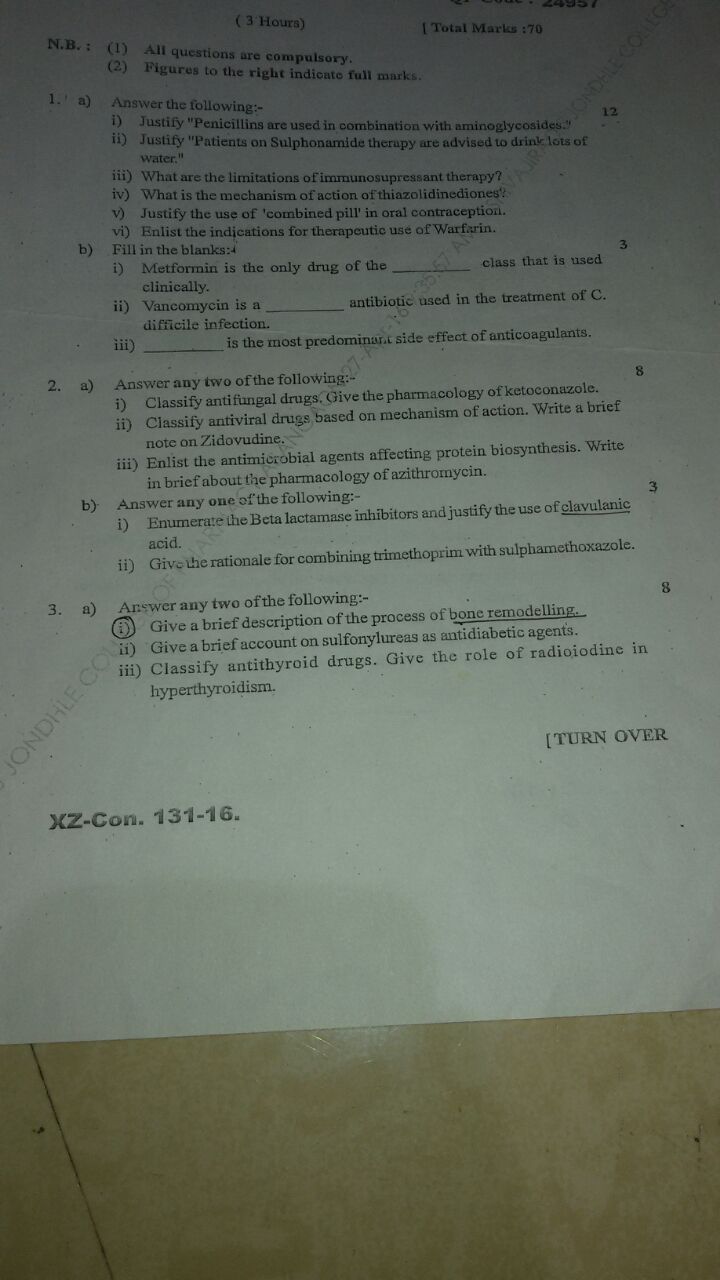 Code : 24957
( 3 Hours) [ Total Marks :70
N.B. : (1) All questions are compulsory.
(2) Figures to the right indicate full marks.
1. a) Answer the following:- 12
i) Justify "Penicillins are used in combination with aminoglycosides."
ii) Justify "Patients on Sulphonamide therapy are advised to drink lots of
water."
iii) What are the limitations of immunosupressant therapy?
iv) What is the mechanism of action of thiazolidinediones?
v) Justify the use of 'combined pill' in oral contraception.
vi) Enlist the indications for therapeutic use of Warfarin.
b) Fill in the blanks:- 3
i) Metformin is the only drug of the __________ class that is used
clinically.
ii) Vancomycin is a __________ antibiotic used in the treatment of C.
difficile infection.
iii) __________ is the most predominant side effect of anticoagulants.
2. a) Answer any two of the following:- 8
i) Classify antifungal drugs. Give the pharmacology of ketoconazole.
ii) Classify antiviral drugs based on mechanism of action. Write a brief
note on Zidovudine.
iii) Enlist the antimicrobial agents affecting protein biosynthesis. Write
in brief about the pharmacology of azithromycin.
b) Answer any one of the following:- 3
i) Enumerate the Beta lactamase inhibitors and justify the use of clavulanic
acid.
ii) Give the rationale for combining trimethoprim with sulphamethoxazole.
3. a) Answer any two of the following:- 8
i) Give a brief description of the process of bone remodelling.
ii) Give a brief account on sulfonylureas as antidiabetic agents.
iii) Classify antithyroid drugs. Give the role of radioiodine in
hyperthyroidism.
[TURN OVER
XZ-Con. 131-16.